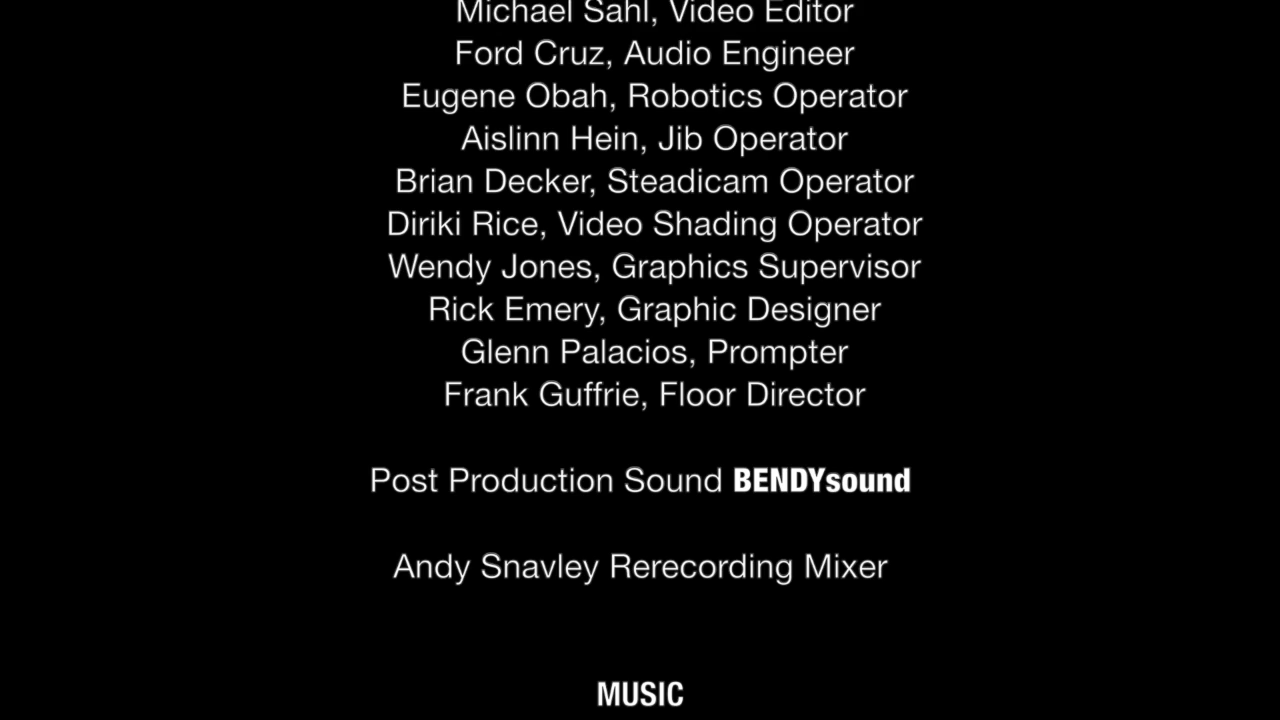 Michael Sahl, Video Editor
Ford Cruz, Audio Engineer
Eugene Obah, Robotics Operator
Aislinn Hein, Jib Operator
Brian Decker, Steadicam Operator
Diriki Rice, Video Shading Operator
Wendy Jones, Graphics Supervisor
Rick Emery, Graphic Designer
Glenn Palacios, Prompter
Frank Guffrie, Floor Director
Post Production Sound BENDYsound
Andy Snavley Rerecording Mixer
MUSIC